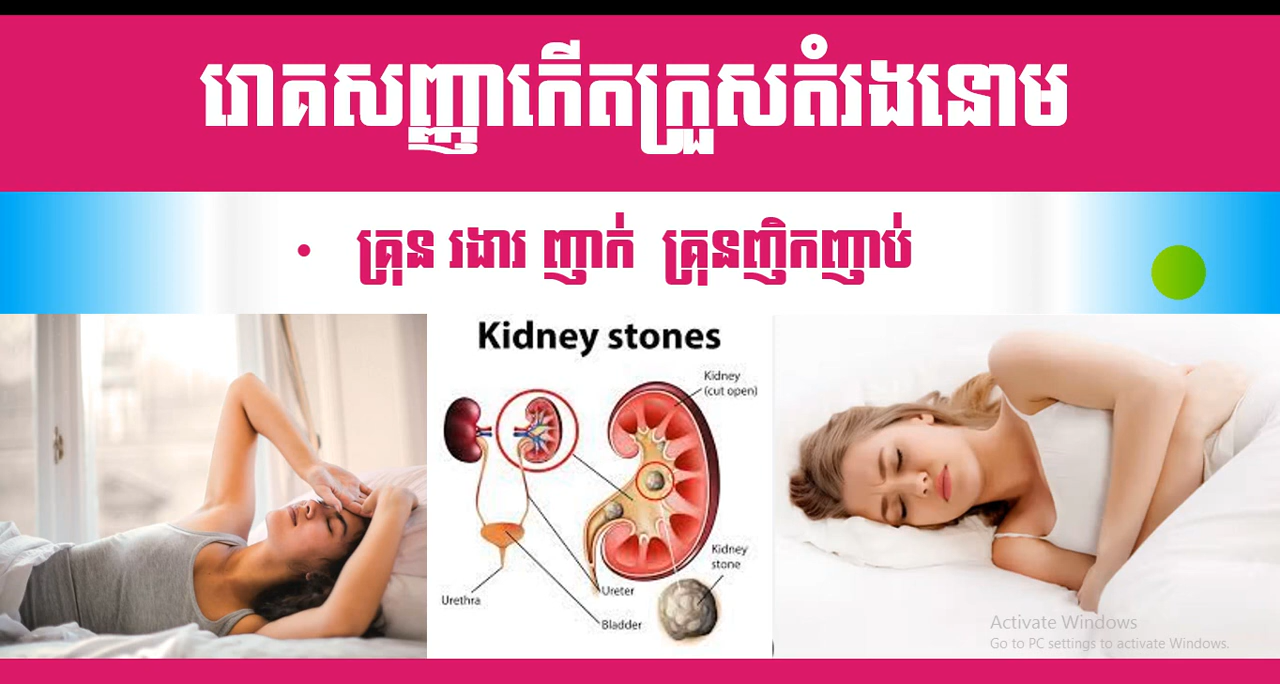 រោគសញ្ញាកើតក្រួសតំរងនោម
• គ្រុន រងារ ញាក់ គ្រុនញ៉ិកញាប់
Kidney stones
Kidney
(cut open)
Kidney
stone
Urethra
Ureter
Bladder
Activate Windows
Go to PC settings to activate Windows.